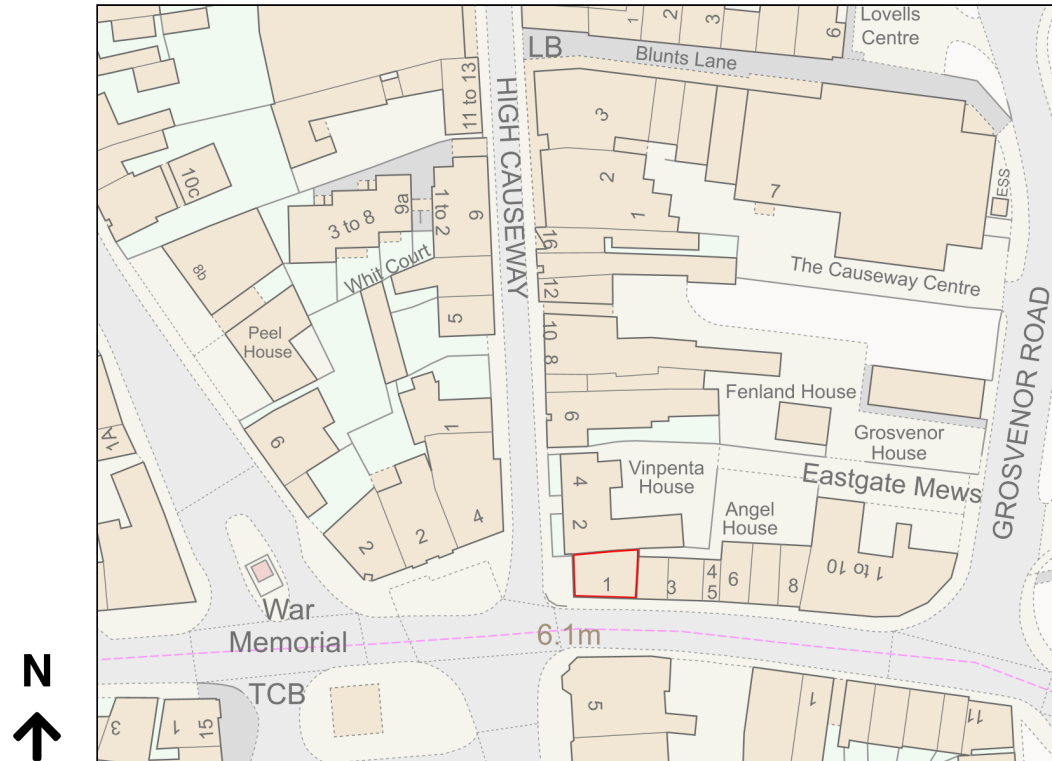 Lovells
Centre
1
2
3
6
LB
Blunts Lane
11 to 13
HIGH CAUSEWAY
3
10c
2
7
ESS
1
9a
3 to 8
1 to 2
9
16
8b
Whit Court
The Causeway Centre
12
5
10
8
Peel
House
GROSVENOR ROAD
Fenland House
6
6
1
Grosvenor
House
1A
Vinpenta
House
Eastgate Mews
4
2
Angel
House
2
2
4
1
3
4
5
6
8
1 to 10
War
Memorial
6.1m
N
TCB
3
1
15
5
1
11